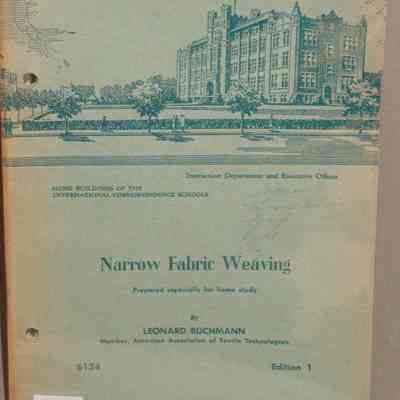 Instruction Department and Executive Offices
HOME BUILDINGS OF THE
INTERNATIONAL CORRESPONDENCE SCHOOLS
Narrow Fabric Weaving
Prepared especially for home study
By
LEONARD BUCHMANN
Member, American Association of Textile Technologists
6134
Edition 1